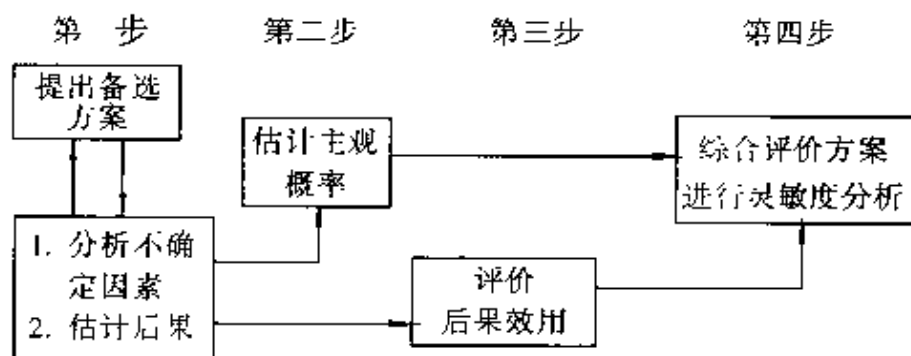 第 步 第二步 第三步 第四步
提出备选
方案
估计主观
概率
综合评价方案
进行灵敏度分析
1. 分析不确
定因素
2. 估计后果
评价
后果效用